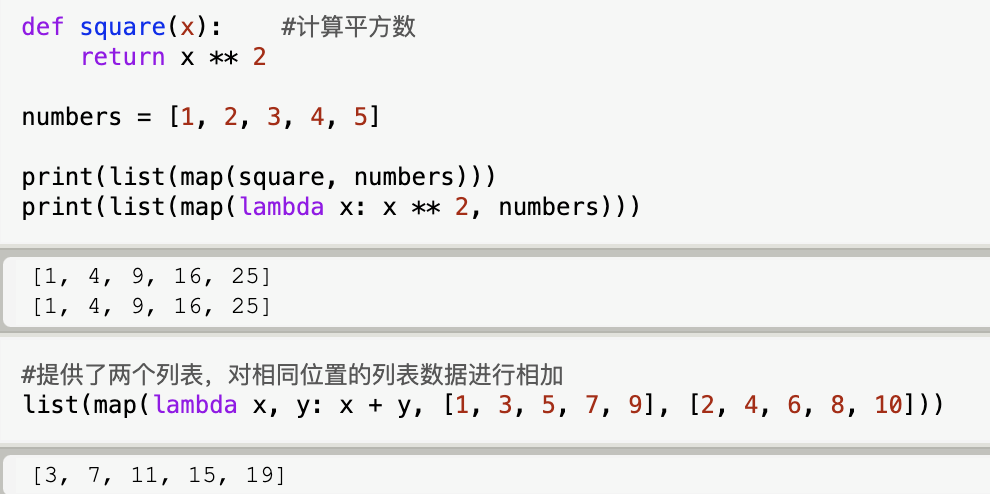 def square(x):    #计算平方数
    return x ** 2
numbers = [1, 2, 3, 4, 5]
print(list(map(square, numbers)))
print(list(map(lambda x: x ** 2, numbers)))
[1, 4, 9, 16, 25]
[1, 4, 9, 16, 25]
#提供了两个列表，对相同位置的列表数据进行相加
list(map(lambda x, y: x + y, [1, 3, 5, 7, 9], [2, 4, 6, 8, 10]))
[3, 7, 11, 15, 19]